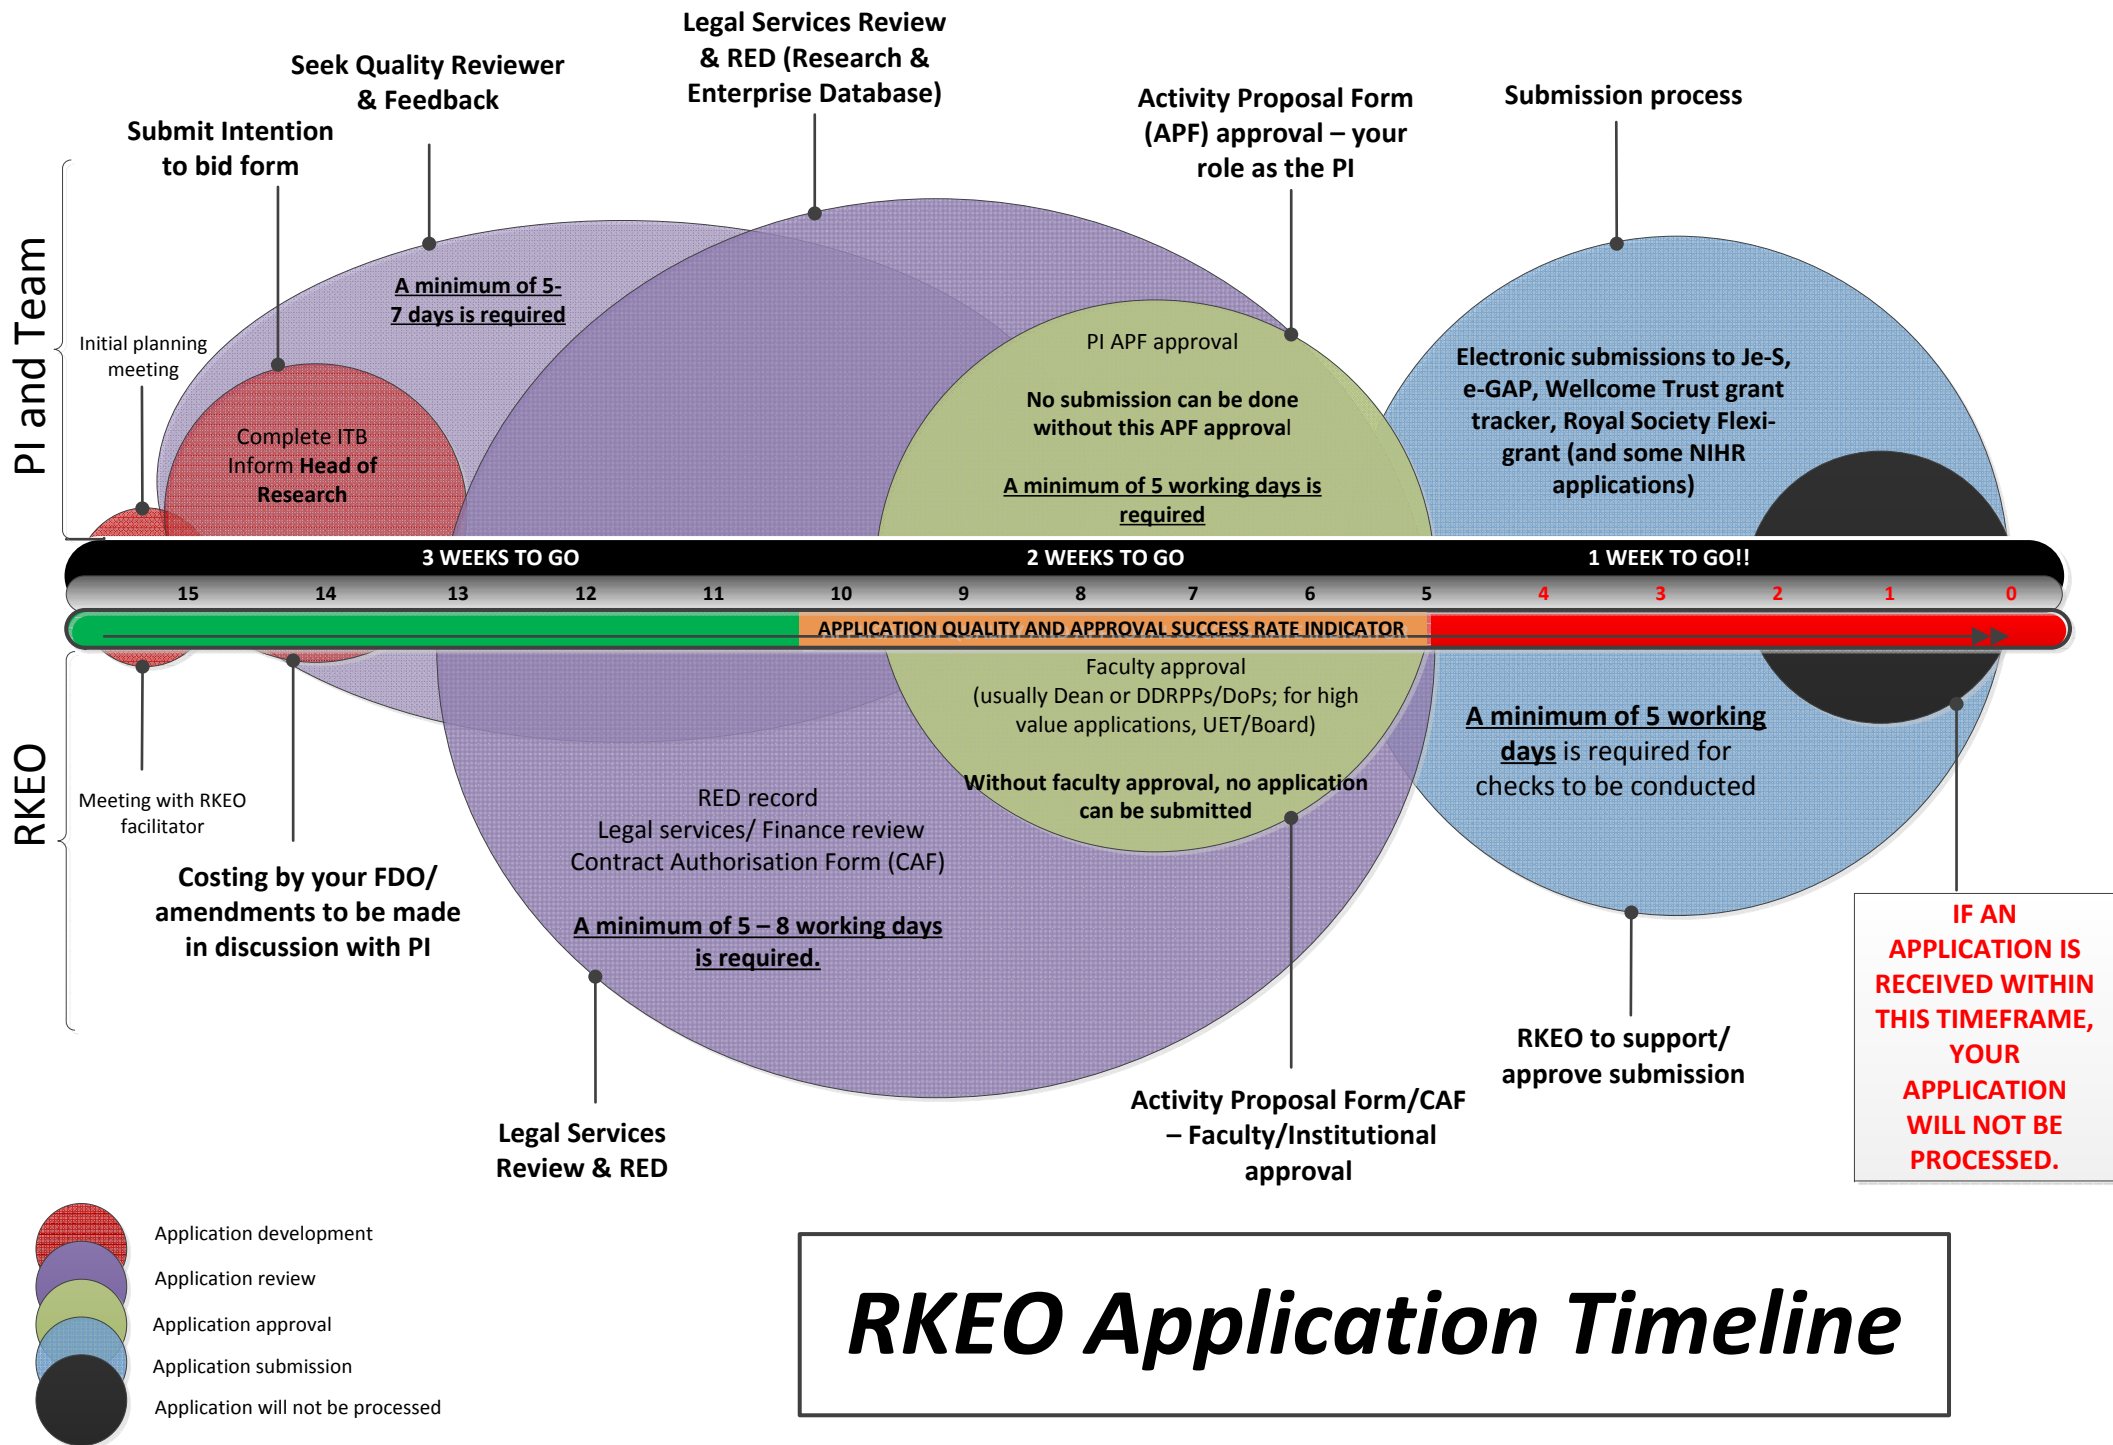 Legal Services Review
& RED (Research &
Enterprise Database)
Seek Quality Reviewer
& Feedback
Activity Proposal Form
(APF) approval – your
role as the PI
Submission process
Submit Intention
to bid form
PI and Team
A minimum of 5-
7 days is required
Initial planning
meeting
Complete ITB
Inform Head of
Research
PI APF approval
No submission can be done
without this APF approval
A minimum of 5 working days is
required
Electronic submissions to Je-S,
e-GAP, Wellcome Trust grant
tracker, Royal Society Flexi-
grant (and some NIHR
applications)
3 WEEKS TO GO
2 WEEKS TO GO
1 WEEK TO GO!!
15 14 13 12 11 10 9 8 7 6 5 4 3 2 1 0
APPLICATION QUALITY AND APPROVAL SUCCESS RATE INDICATOR
RKEO
Meeting with RKEO
facilitator
Costing by your FDO/
amendments to be made
in discussion with PI
RED record
Legal services/ Finance review
Contract Authorisation Form (CAF)
A minimum of 5 – 8 working days
is required.
Faculty approval
(usually Dean or DDRPPs/DoPs; for high
value applications, UET/Board)
Without faculty approval, no application
can be submitted
A minimum of 5 working
days is required for
checks to be conducted
Legal Services
Review & RED
Activity Proposal Form/CAF
– Faculty/Institutional
approval
RKEO to support/
approve submission
IF AN
APPLICATION IS
RECEIVED WITHIN
THIS TIMEFRAME,
YOUR
APPLICATION
WILL NOT BE
PROCESSED.
Application development
Application review
Application approval
Application submission
Application will not be processed
RKEO Application Timeline